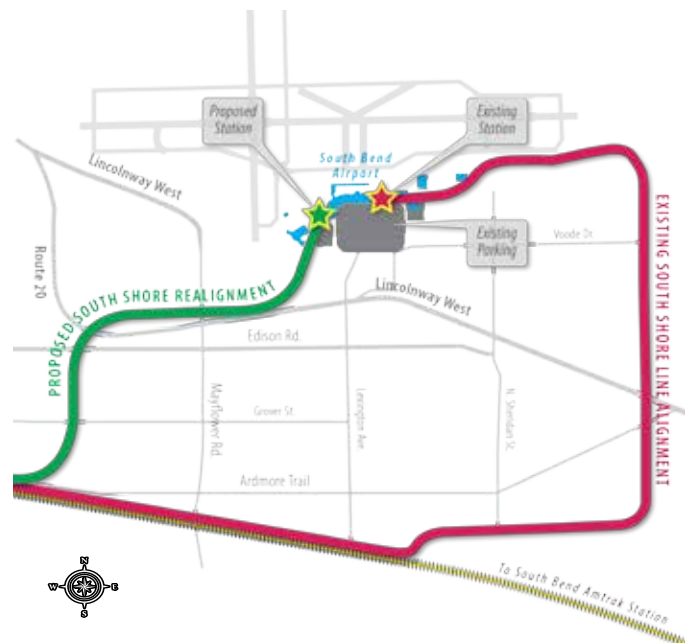 Proposed
Station
Existing
Station
South Bend
Airport
Lincolnway West
Existing
Parking
Voode Dt.
Route 20
PROPOSED SOUTH SHORE REALIGNMENT
EXISTING SOUTH SHORE LINE ALIGNMENT
Lincolnway West
Edison Rd.
Mayflower Rd.
Lexington Ave.
N. Sheridan St.
Grover St.
Ardmore Trail
To South Bend Amtrak Station
N
W
E
S